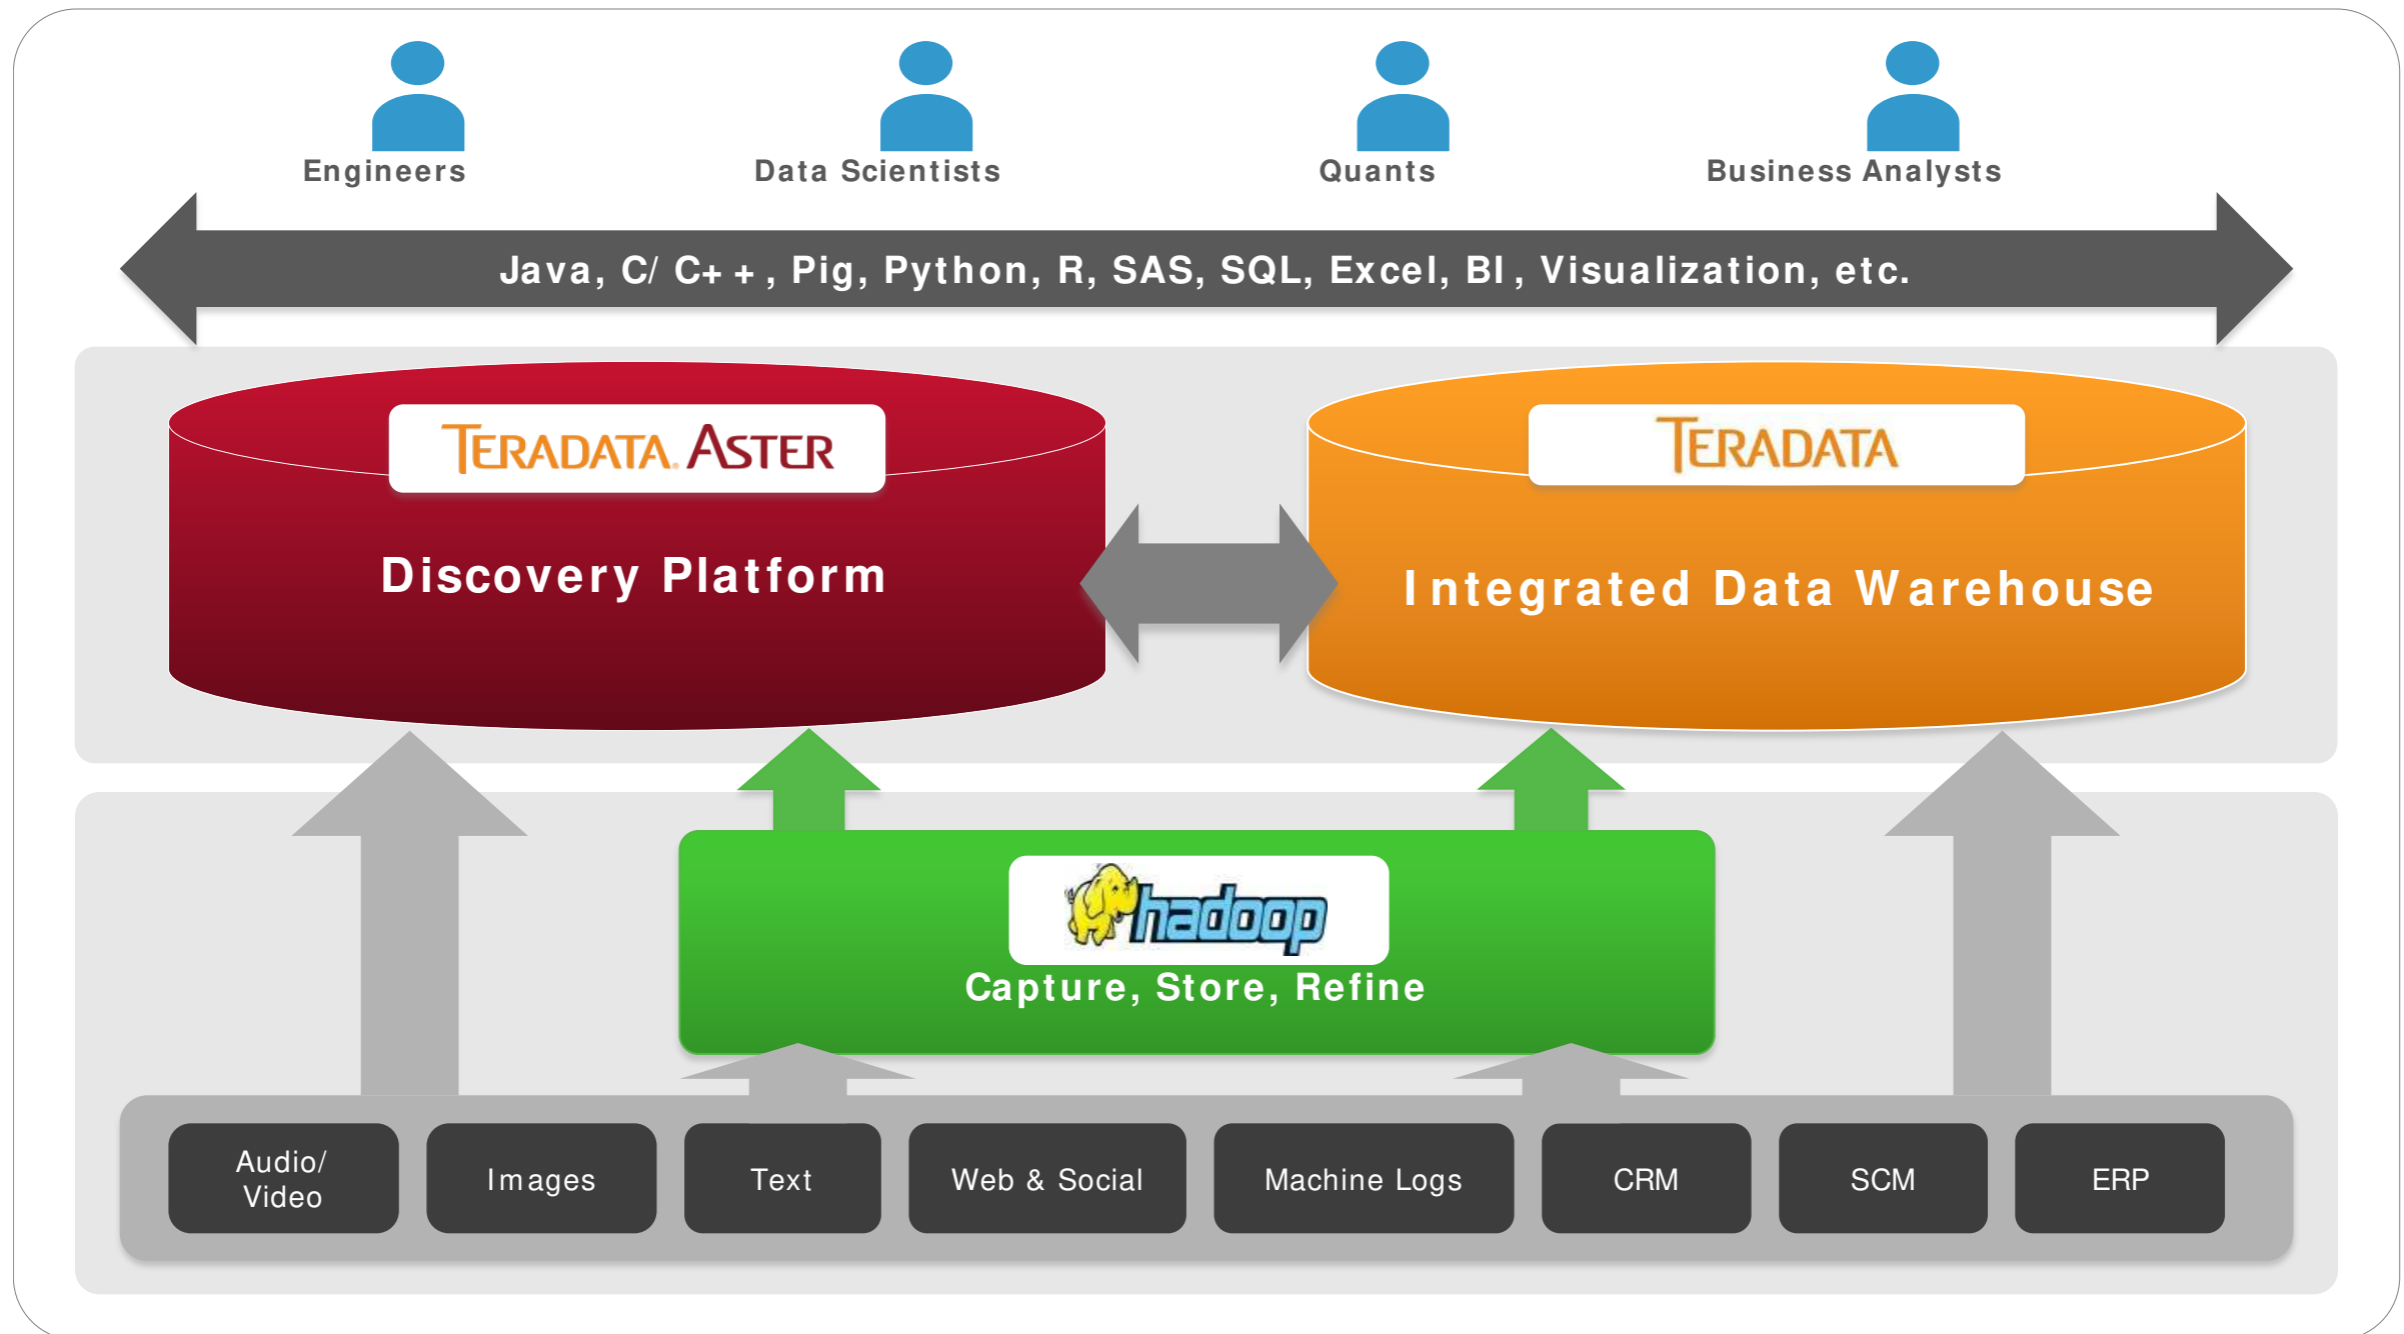 Engineers
Data Scientists
Quants
Business Analysts
Java, C/ C++, Pig, Python, R, SAS, SQL, Excel, BI, Visualization, etc.
TERADATA ASTER
TERADATA
Discovery Platform
Integrated Data Warehouse
hadoop
Capture, Store, Refine
Audio/
Video
Images
Text
Web & Social
Machine Logs
CRM
SCM
ERP